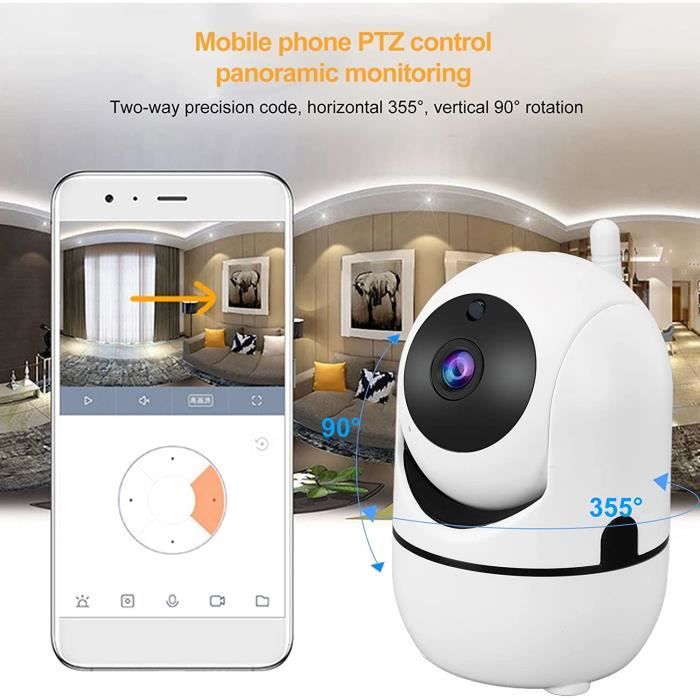 Mobile phone PTZ control
panoramic monitoring
Two-way precision code, horizontal 355°, vertical 90° rotation
90°
355°